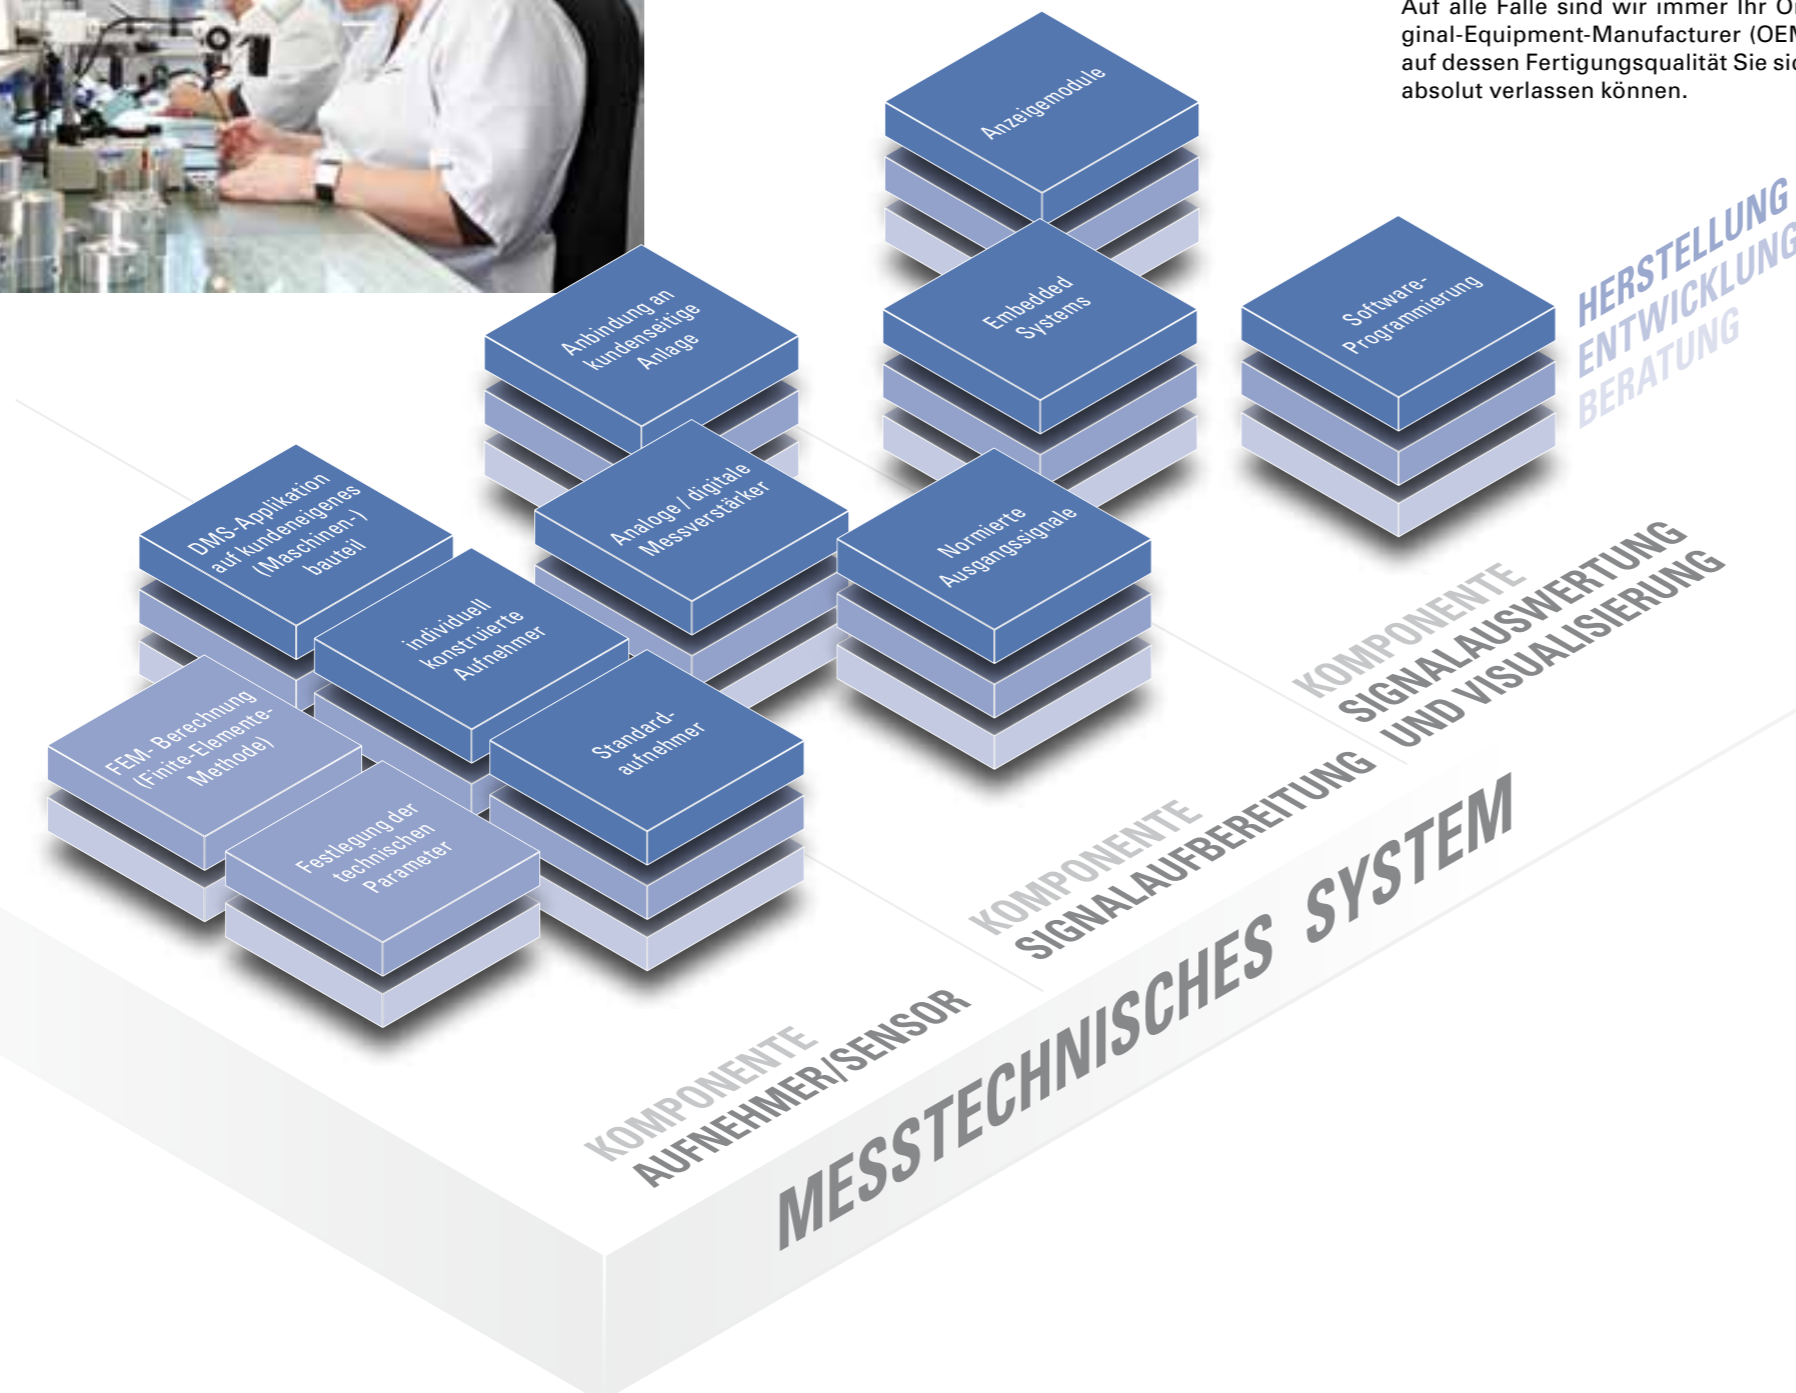 Auf alle Fälle sind wir immer Ihr Ori
ginal-Equipment-Manufacturer (OEM
auf dessen Fertigungsqualität Sie sic
absolut verlassen können.
Anzeigemodule
Embedded
Systems
Software-
Programmierung
HERSTELLUNG
ENTWICKLUNG
BERATUNG
Anbindung an
kundenseitige
Anlage
Analoge / digitale
Messverstärker
Normierte
Ausgangssignale
DMS-Applikation
auf kundeneigenes
(Maschinen-)
bauteil
individuell
konstruierte
Aufnehmer
Standard-
aufnehmer
FEM- Berechnung
(Finite-Elemente-
Methode)
Festlegung der
technischen
Parameter
KOMPONENTE
SIGNALAUSWERTUNG
UND VISUALISIERUNG
KOMPONENTE
SIGNALAUFBEREITUNG
KOMPONENTE
AUFNEHMER/SENSOR
MESSTECHNISCHES SYSTEM